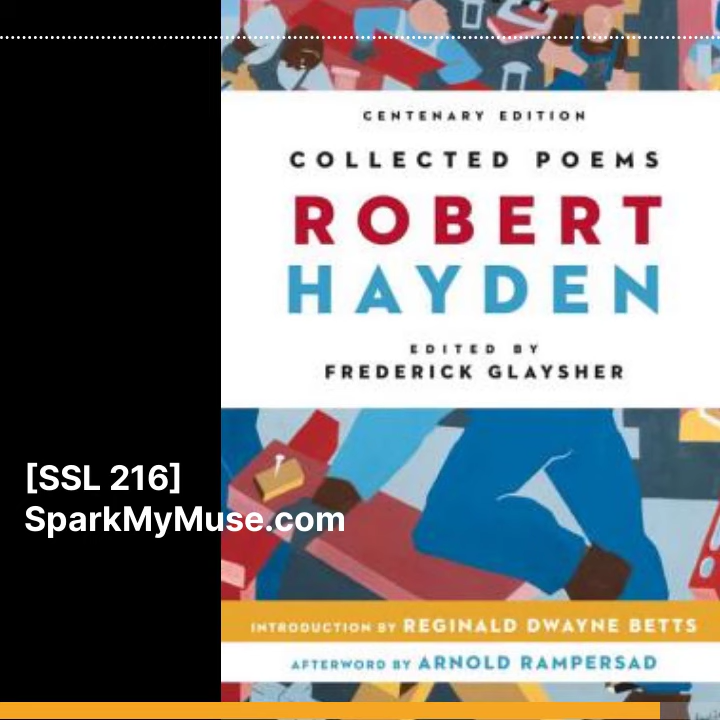 CENTENARY EDITION
COLLECTED POEMS
ROBERT
HAYDEN
EDITED BY
FREDERICK GLAYSHER
[SSL 216]
SparkMyMuse.com
INTRODUCTION BY REGINALD DWAYNE BETTS
AFTERWORD BY ARNOLD RAMPERSAD